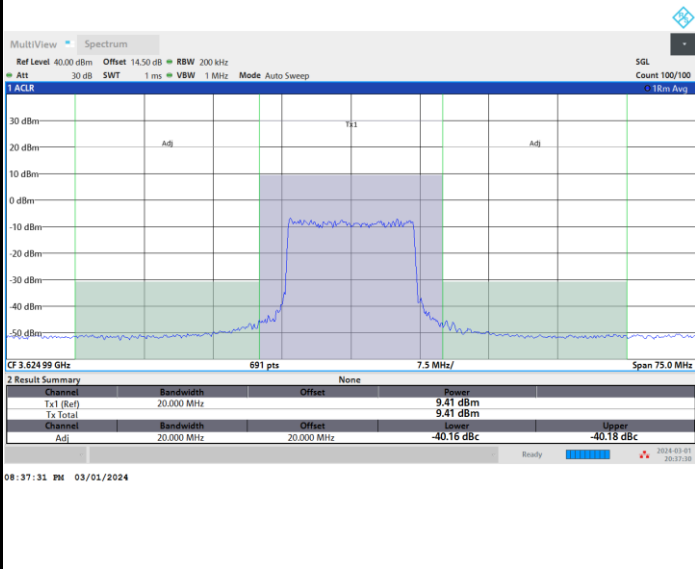 MultiView Spectrum
Ref Level 40.00 dBm Offset 14.50 dB RBW 200 kHz SGL
Att 30 dB SWT 1 ms VBW 1 MHz Mode Auto Sweep Count 100/100
1 ACLR 1Rm Avg
30 dBm
Tx1
20 dBm Adj Adj
10 dBm
0 dBm
-10 dBm
-20 dBm
-30 dBm
-40 dBm
-50 dBm
CF 3.624 99 GHz 691 pts 7.5 MHz/ Span 75.0 MHz
2 Result Summary None
Channel Bandwidth Offset Power
Tx1 (Ref) 20.000 MHz 9.41 dBm
Tx Total 9.41 dBm
Channel Bandwidth Offset Lower Upper
Adj 20.000 MHz 20.000 MHz -40.16 dBc -40.18 dBc
Ready 2024-03-01
20:37:30
08:37:31 PM 03/01/2024